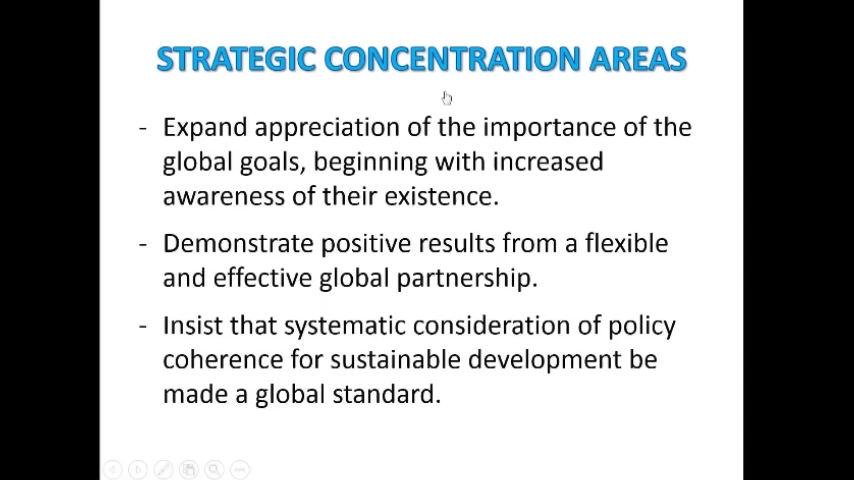 STRATEGIC CONCENTRATION AREAS
- Expand appreciation of the importance of the
global goals, beginning with increased
awareness of their existence.
- Demonstrate positive results from a flexible
and effective global partnership.
- Insist that systematic consideration of policy
coherence for sustainable development be
made a global standard.